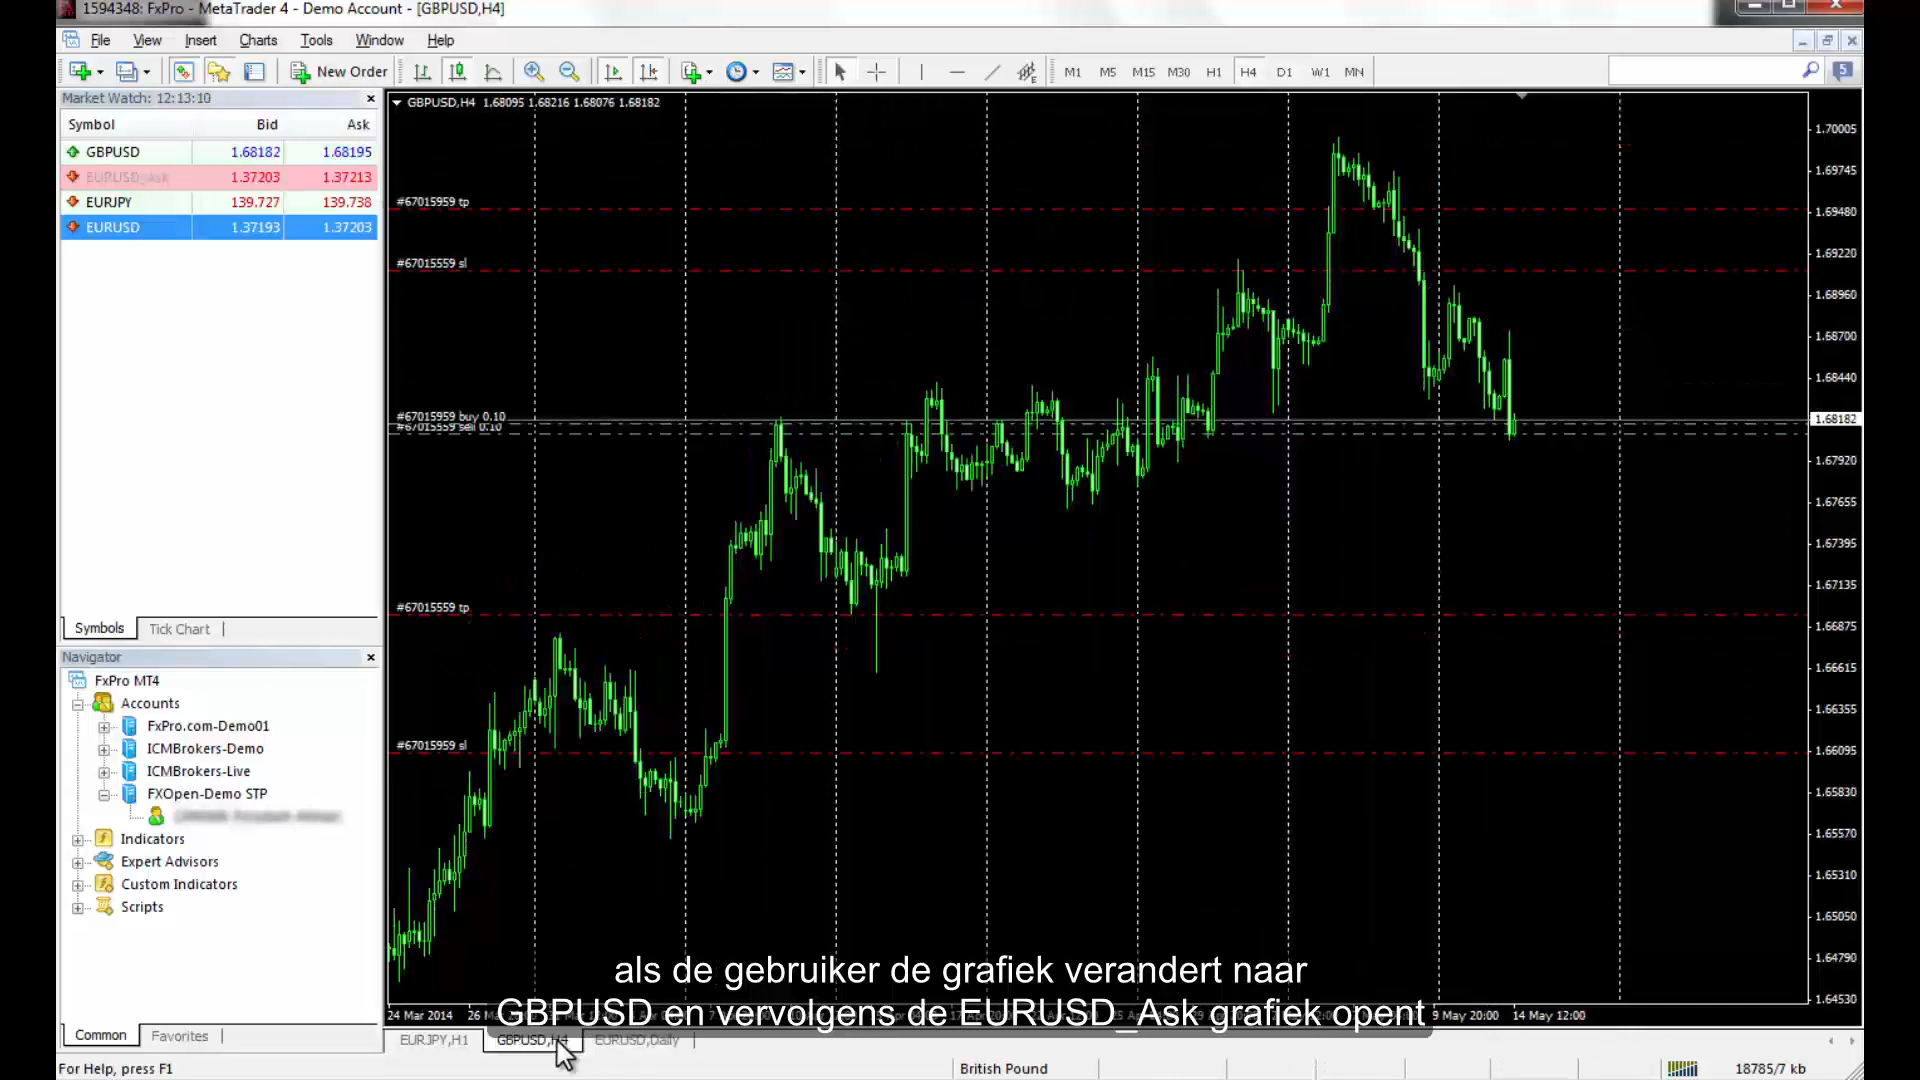 1594348: FxPro - MetaTrader 4 - Demo Account - [GBPUSD,H4]
File View Insert Charts Tools Window Help
New Order M1 M5 M15 M30 H1 H4 D1 W1 MN 5
Market Watch: 12:13:10
Symbol Bid Ask
GBPUSD 1.68182 1.68195
EURUSD_Ask 1.37203 1.37213
EURJPY 139.727 139.738
EURUSD 1.37193 1.37203
Symbols Tick Chart
Navigator
FxPro MT4
Accounts
FxPro.com-Demo01
ICMBrokers-Demo
ICMBrokers-Live
FXOpen-Demo STP
Indicators
Expert Advisors
Custom Indicators
Scripts
Common Favorites
GBPUSD,H4 1.68095 1.68216 1.68076 1.68182
#67015959 tp
#67015559 sl
#67015959 buy 0.10
#67015559 sell 0.10
#67015559 tp
#67015959 sl
1.70005
1.69745
1.69480
1.69220
1.68960
1.68700
1.68440
1.68182
1.67920
1.67655
1.67395
1.67135
1.66875
1.66615
1.66355
1.66095
1.65830
1.65570
1.65310
1.65050
1.64790
1.64530
als de gebruiker de grafiek verandert naar
GBPUSD en vervolgens de EURUSD_Ask grafiek opent
24 Mar 2014 26 9 May 20:00 14 May 12:00
EURJPY,H1 GBPUSD,H4 EURUSD,Daily
For Help, press F1 British Pound 18785/7 kb